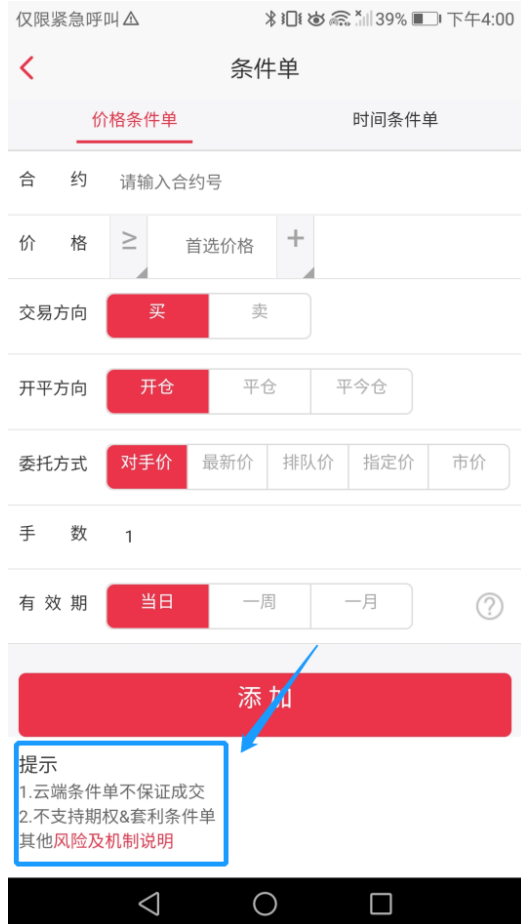 仅限紧急呼叫 39% 下午4:00
条件单
价格条件单 时间条件单
合 约 请输入合约号
价 格 ≥ 首选价格 +
交易方向 买 卖
开平方向 开仓 平仓 平今仓
委托方式 对手价 最新价 排队价 指定价 市价
手 数 1
有 效 期 当日 一周 一月 ?
添 加
提示
1.云端条件单不保证成交
2.不支持期权&套利条件单
其他风险及机制说明